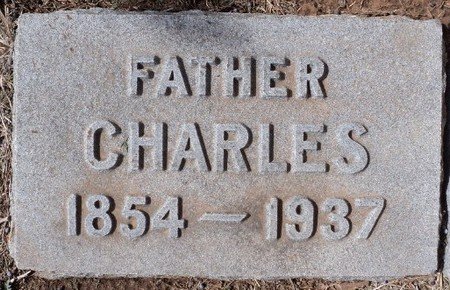 FATHER
CHARLES
1854 — 1937